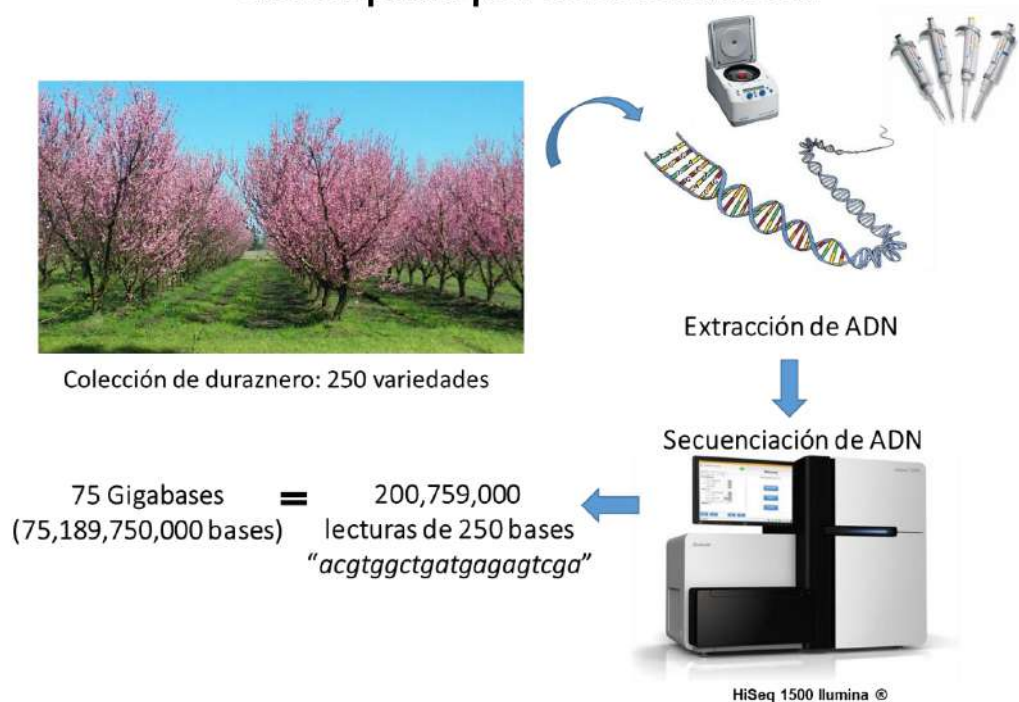 Colección de duraznero: 250 variedades
Extracción de ADN
Secuenciación de ADN
75 Gigabases
(75,189,750,000 bases)
=
200,759,000
lecturas de 250 bases
“acgtggctgatgagagtcga”
HiSeq 1500 Ilumina ®